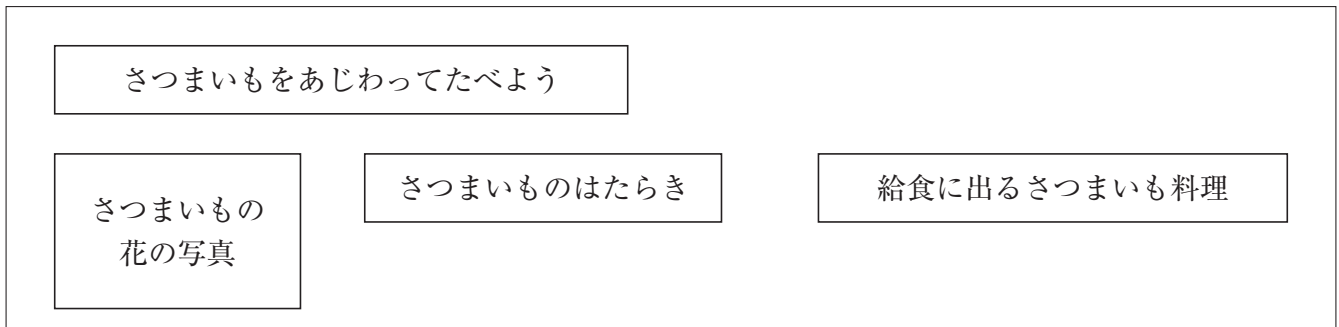 さつまいもをあじわってたべよう
さつまいもの
花の写真
さつまいものはたらき
給食に出るさつまいも料理